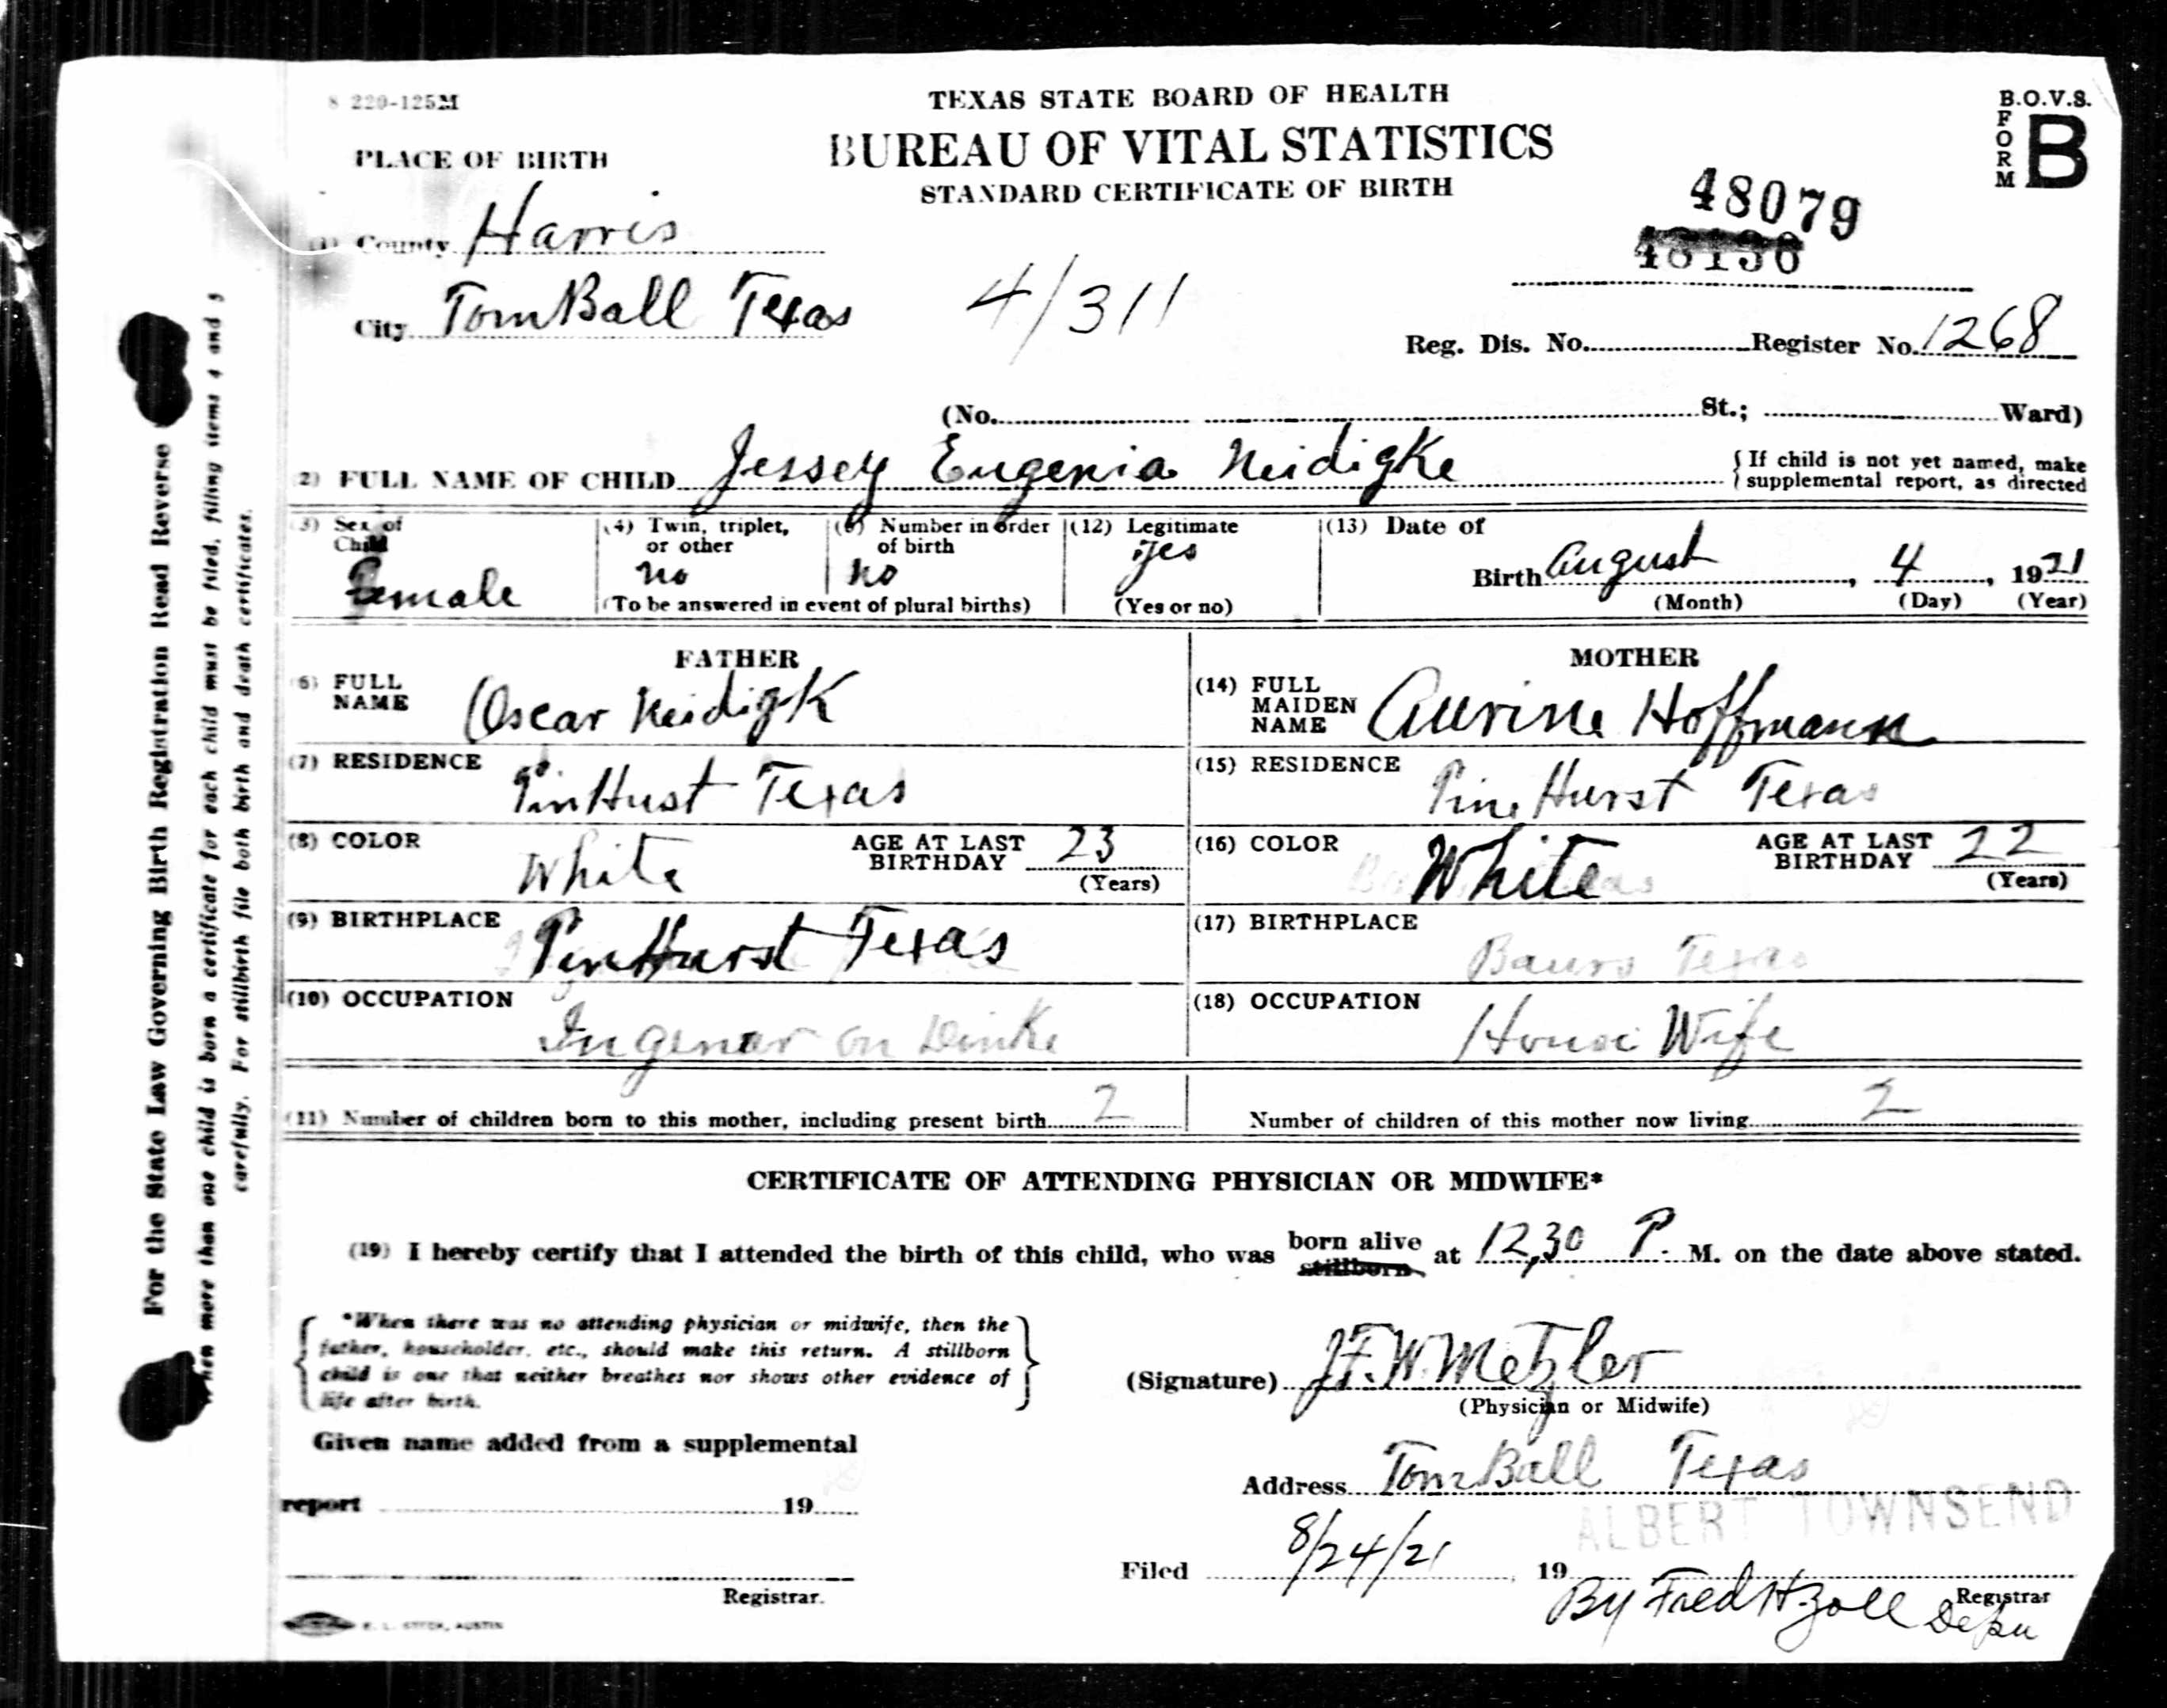 S 220-125M
TEXAS STATE BOARD OF HEALTH
BUREAU OF VITAL STATISTICS
STANDARD CERTIFICATE OF BIRTH
B.O.V.S.
FORM B
PLACE OF BIRTH
48079
(1) County Harris
City TomBall Texas
4/311
Reg. Dis. No. Register No. 1268
(No. St.; Ward)
(2) FULL NAME OF CHILD Jessey Eugenia Neidigke
{ If child is not yet named, make supplemental report, as directed
(3) Sex of Child Female
(4) Twin, triplet, or other no
Number in order of birth no
(To be answered in event of plural births)
(12) Legitimate yes (Yes or no)
(13) Date of Birth August, 4, 1921
(Month) (Day) (Year)
FATHER
(6) FULL NAME Oscar Neidigk
(7) RESIDENCE PinHust Texas
(8) COLOR White AGE AT LAST BIRTHDAY 23 (Years)
(9) BIRTHPLACE PinHurst Texas
(10) OCCUPATION Ingenar on Dinke
MOTHER
(14) FULL MAIDEN NAME Aurine Hoffmann
(15) RESIDENCE PineHurst Texas
(16) COLOR White AGE AT LAST BIRTHDAY 22 (Years)
(17) BIRTHPLACE Baurs Texas
(18) OCCUPATION House Wife
(11) Number of children born to this mother, including present birth 2
Number of children of this mother now living 2
CERTIFICATE OF ATTENDING PHYSICIAN OR MIDWIFE*
(19) I hereby certify that I attended the birth of this child, who was born alive stillborn at 12,30 P. M. on the date above stated.
*When there was no attending physician or midwife, then the
father, householder, etc., should make this return. A stillborn
child is one that neither breathes nor shows other evidence of
life after birth.
(Signature) J.F.W. Metzler
(Physician or Midwife)
Given name added from a supplemental
report 19
Registrar.
Address TomBall Texas
ALBERT TOWNSEND
Filed 8/24/21 19
Registrar
By Fred H Zoll Depu
E. L. STECK, AUSTIN
For the State Law Governing Birth Registration Read Reverse
When more than one child is born a certificate for each child must be filed, filling items 4 and 5
carefully. For stillbirth file both birth and death certificates.